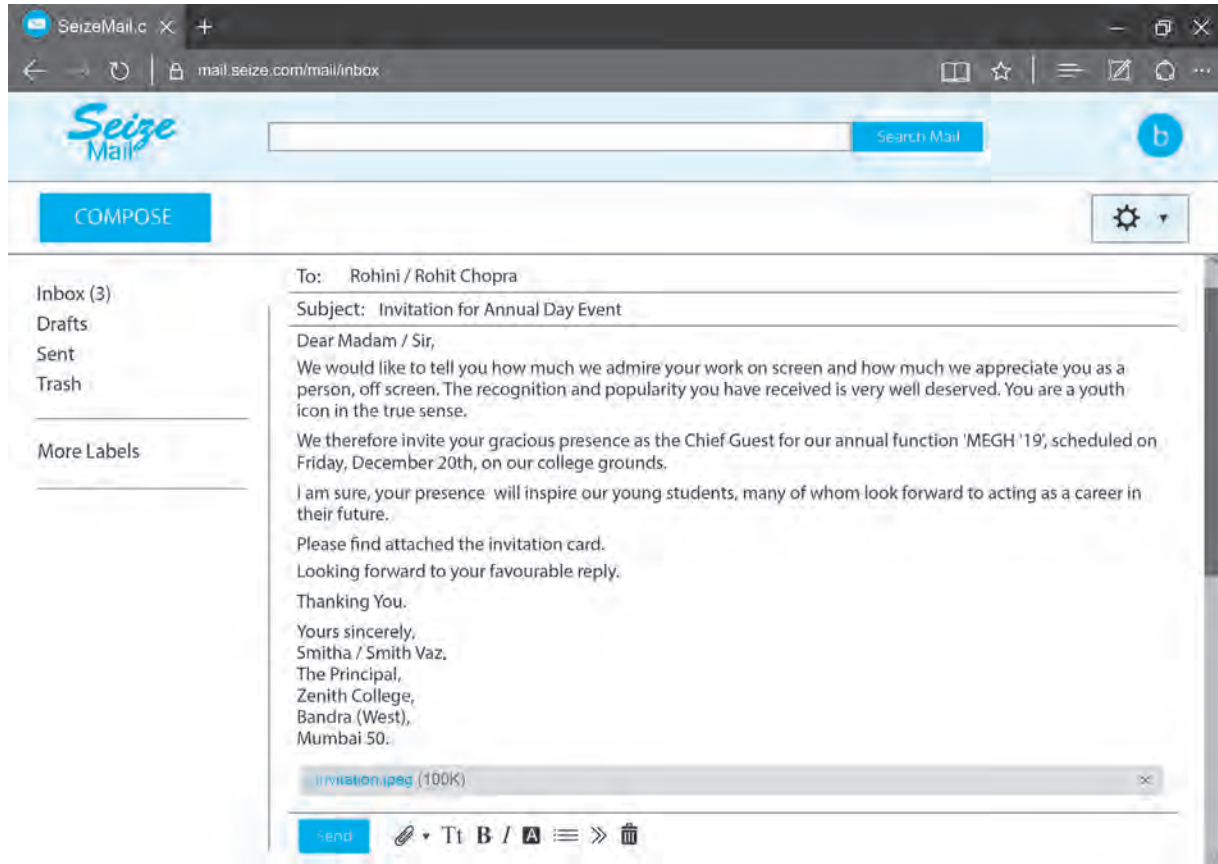 SeizeMail.c
mail.seize.com/mail/inbox
Seize
Mail
Search Mail
b
COMPOSE
Inbox (3)
Drafts
Sent
Trash
More Labels
To: Rohini / Rohit Chopra
Subject: Invitation for Annual Day Event
Dear Madam / Sir,
We would like to tell you how much we admire your work on screen and how much we appreciate you as a
person, off screen. The recognition and popularity you have received is very well deserved. You are a youth
icon in the true sense.
We therefore invite your gracious presence as the Chief Guest for our annual function 'MEGH '19', scheduled on
Friday, December 20th, on our college grounds.
I am sure, your presence will inspire our young students, many of whom look forward to acting as a career in
their future.
Please find attached the invitation card.
Looking forward to your favourable reply.
Thanking You.
Yours sincerely,
Smitha / Smith Vaz,
The Principal,
Zenith College,
Bandra (West),
Mumbai 50.
invitation.jpeg (100K)
Send
Tt B I A